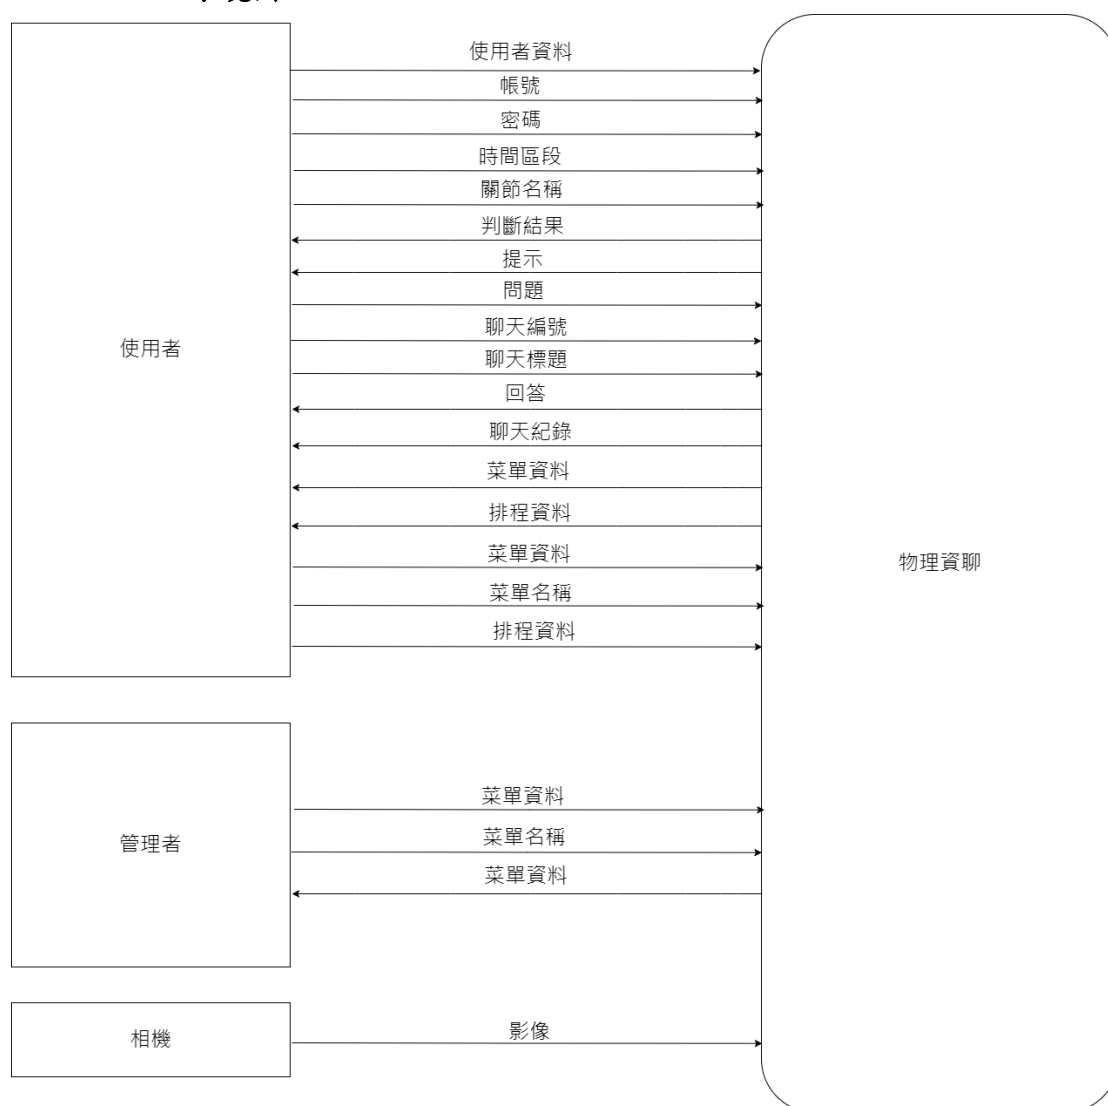 使用者資料
帳號
密碼
時間區段
關節名稱
判斷結果
提示
問題
使用者
聊天編號
聊天標題
回答
聊天紀錄
菜單資料
排程資料
菜單資料
物理資聊
菜單名稱
排程資料
菜單資料
管理者
菜單名稱
菜單資料
相機
影像